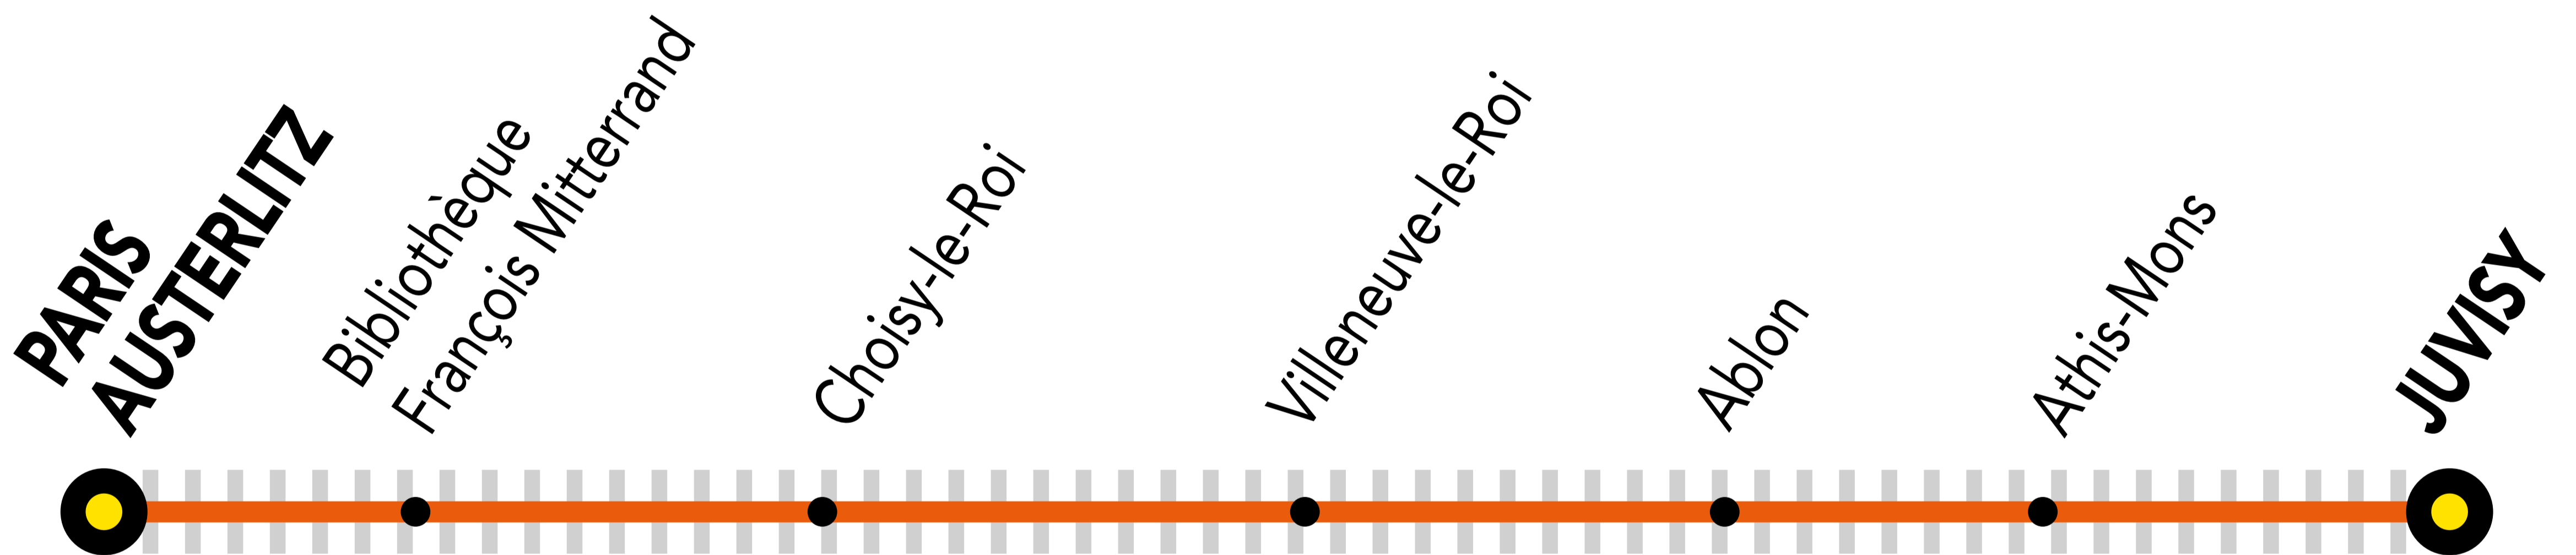 PARIS
AUSTERLITZ
Bibliothèque
François Mitterrand
Choisy-le-Roi
Villeneuve-le-Roi
Ablon
Athis-Mons
JUVISY